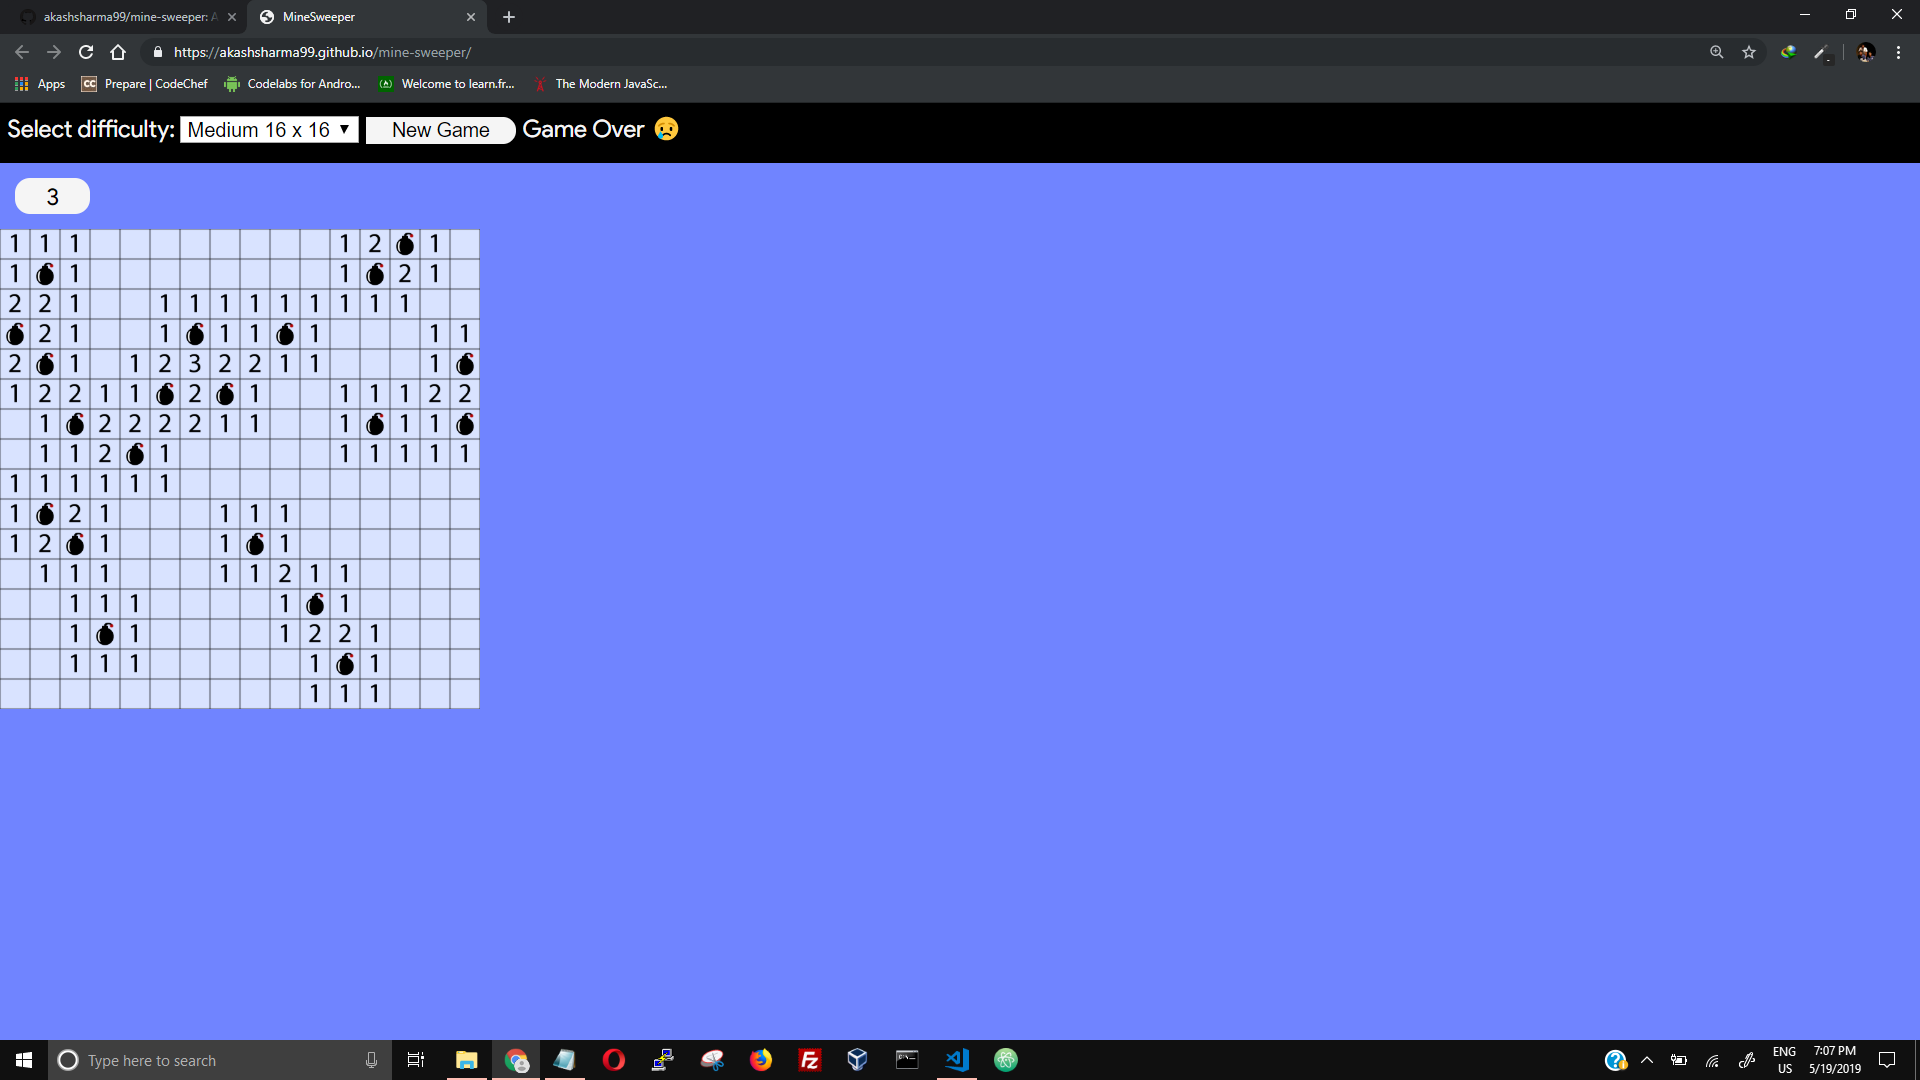 akashsharma99/mine-sweeper: A
MineSweeper
https://akashsharma99.github.io/mine-sweeper/
Apps
CC Prepare | CodeChef
Codelabs for Andro...
Welcome to learn.fr...
The Modern JavaSc...
Select difficulty: Medium 16 x 16 New Game Game Over
3
1 1 1 1 2 1
1 1 1 2 1
2 2 1 1 1 1 1 1 1 1 1 1
2 1 1 1 1 1 1 1
2 1 1 2 3 2 2 1 1 1
1 2 2 1 1 2 1 1 1 1 2 2
1 2 2 2 2 1 1 1 1 1
1 1 2 1 1 1 1 1 1
1 1 1 1 1 1
1 2 1 1 1 1
1 2 1 1 1
1 1 1 1 1 2 1 1
1 1 1 1 1
1 1 1 2 2 1
1 1 1 1 1
1 1 1
Type here to search
Fz
ENG
US
7:07 PM
5/19/2019